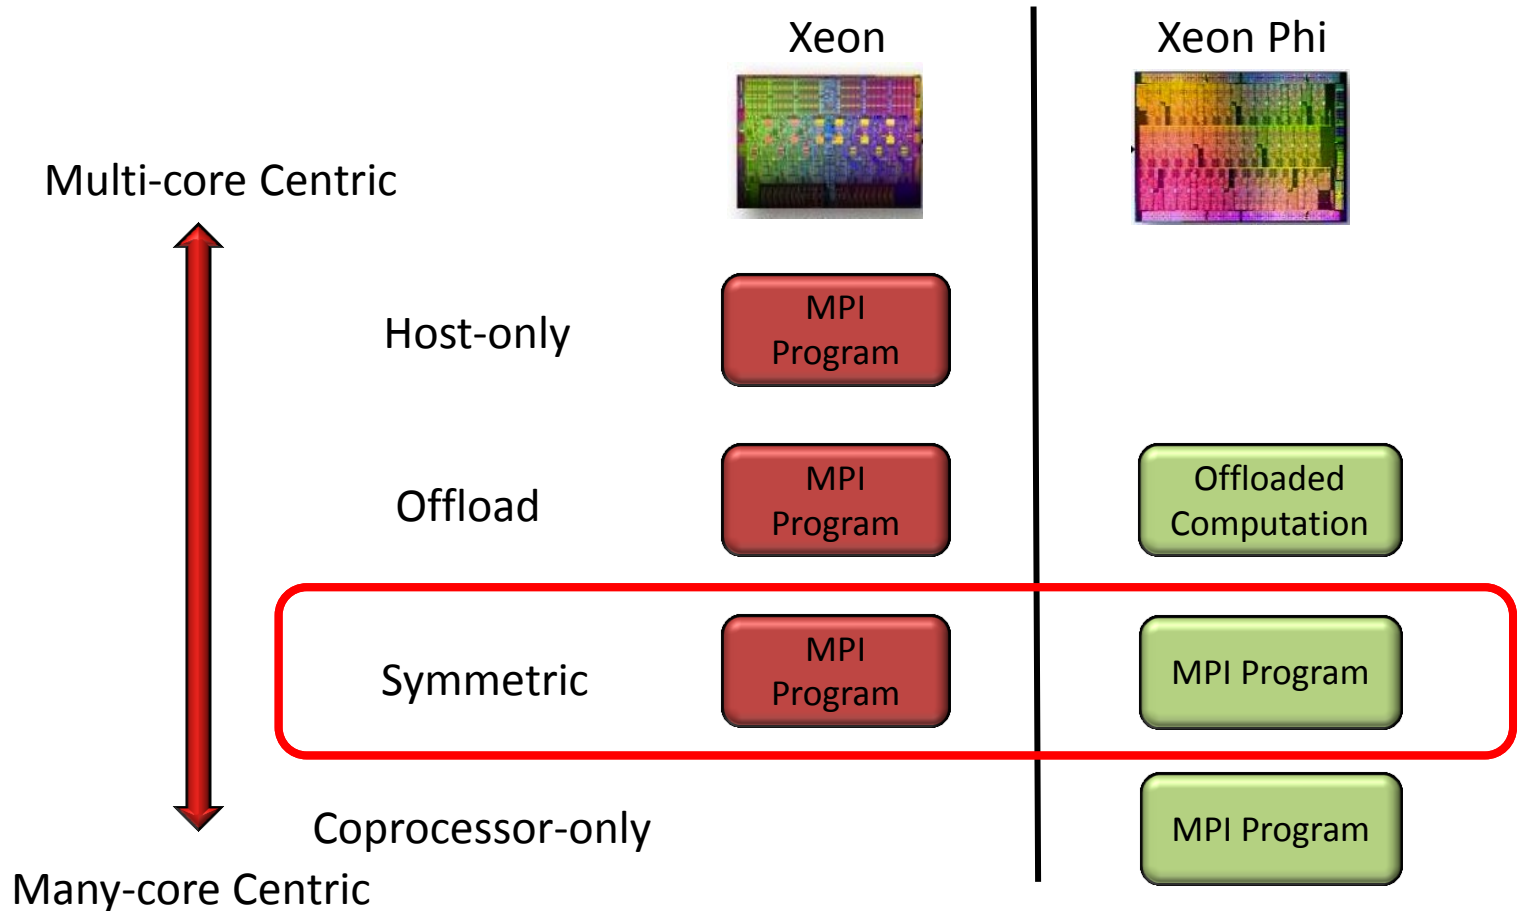 Xeon
Xeon Phi
Multi-core Centric
Host-only
MPI
Program
Offload
MPI
Program
Offloaded
Computation
Symmetric
MPI
Program
MPI Program
Coprocessor-only
MPI Program
Many-core Centric